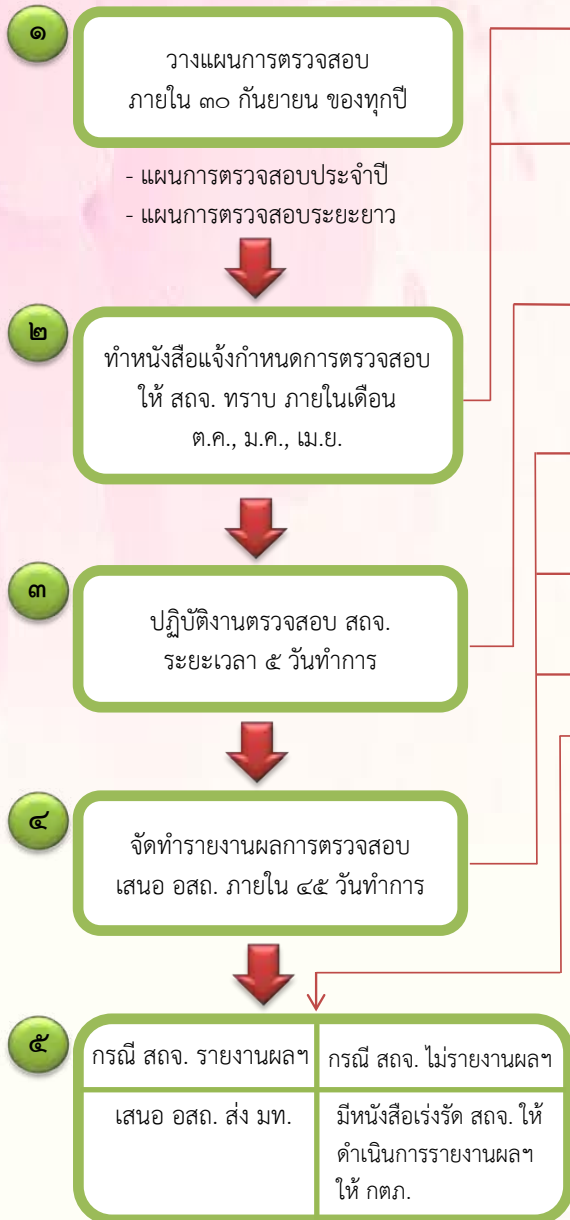 ๑
วางแผนการตรวจสอบ
ภายใน ๓๐ กันยายน ของทุกปี
- แผนการตรวจสอบประจำปี
- แผนการตรวจสอบระยะยาว
๒
ทำหนังสือแจ้งกำหนดการตรวจสอบ
ให้ สถจ. ทราบ ภายในเดือน
ต.ค., ม.ค., เม.ย.
๓
ปฏิบัติงานตรวจสอบ สถจ.
ระยะเวลา ๕ วันทำการ
๔
จัดทำรายงานผลการตรวจสอบ
เสนอ อสถ. ภายใน ๔๕ วันทำการ
๕
กรณี สถจ. รายงานผลฯ
กรณี สถจ. ไม่รายงานผลฯ
เสนอ อสถ. ส่ง มท.
มีหนังสือเร่งรัด สถจ. ให้
ดำเนินการรายงานผลฯ
ให้ กตภ.